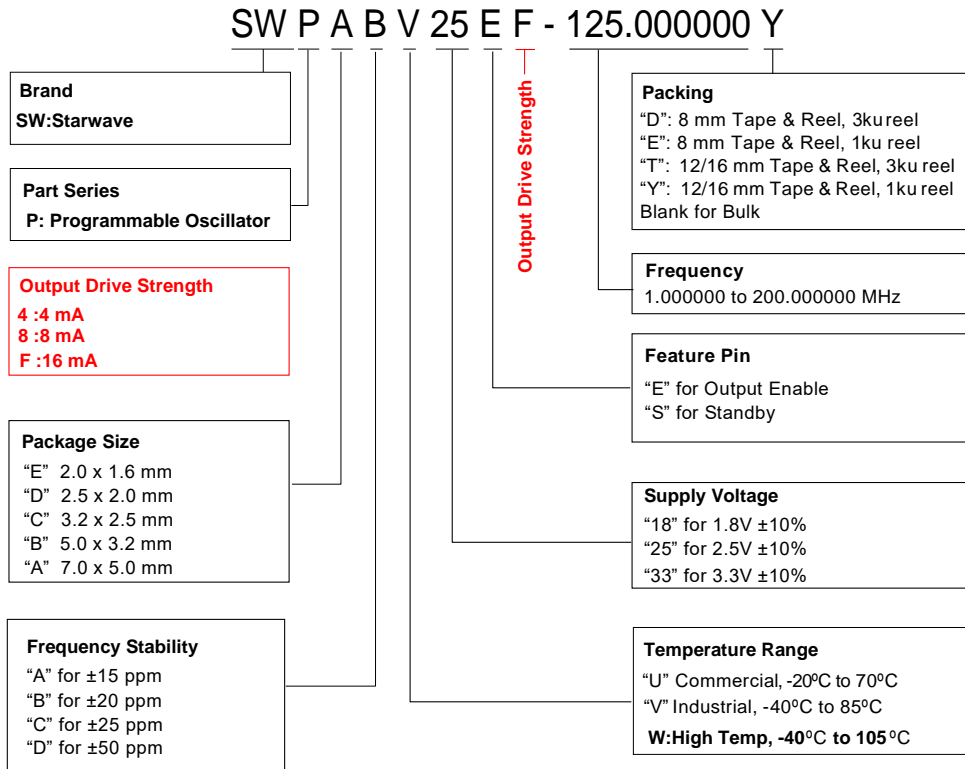 SW P A B V 25 E F - 125.000000 Y
Brand
SW:Starwave
Part Series
P: Programmable Oscillator
Output Drive Strength
4 :4 mA
8 :8 mA
F :16 mA
Package Size
“E” 2.0 x 1.6 mm
“D” 2.5 x 2.0 mm
“C” 3.2 x 2.5 mm
“B” 5.0 x 3.2 mm
“A” 7.0 x 5.0 mm
Frequency Stability
“A” for ±15 ppm
“B” for ±20 ppm
“C” for ±25 ppm
“D” for ±50 ppm
Output Drive Strength
Packing
“D”: 8 mm Tape & Reel, 3ku reel
“E”: 8 mm Tape & Reel, 1ku reel
“T”: 12/16 mm Tape & Reel, 3ku reel
“Y”: 12/16 mm Tape & Reel, 1ku reel
Blank for Bulk
Frequency
1.000000 to 200.000000 MHz
Feature Pin
“E” for Output Enable
“S” for Standby
Supply Voltage
“18” for 1.8V ±10%
“25” for 2.5V ±10%
“33” for 3.3V ±10%
Temperature Range
“U” Commercial, -20ºC to 70ºC
“V” Industrial, -40ºC to 85ºC
W:High Temp, -40ºC to 105ºC